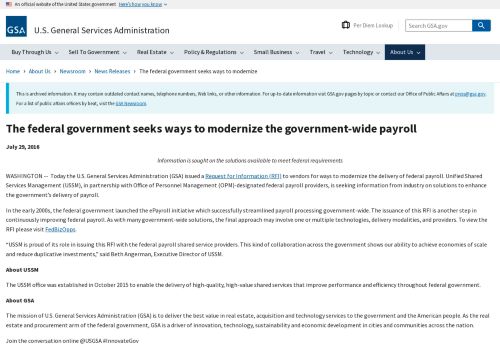 An official website of the United States government Here's how you know
GSA U.S. General Services Administration
Per Diem Lookup
Search GSA.gov
Buy Through Us Sell To Government Real Estate Policy & Regulations Small Business Travel Technology About Us
Home › About Us › Newsroom › News Releases › The federal government seeks ways to modernize
This is archived information. It may contain outdated contact names, telephone numbers, Web links, or other information. For up-to-date information visit GSA.gov pages by topic or contact our Office of Public Affairs at press@gsa.gov.
For a list of public affairs officers by beat, visit the GSA Newsroom.
The federal government seeks ways to modernize the government-wide payroll
July 29, 2016
Information is sought on the solutions available to meet federal requirements
WASHINGTON –- Today the U.S. General Services Administration (GSA) issued a Request for Information (RFI) to vendors for ways to modernize the delivery of federal payroll. Unified Shared
Services Management (USSM), in partnership with Office of Personnel Management (OPM)-designated federal payroll providers, is seeking information from industry on solutions to enhance
the government's delivery of payroll.
In the early 2000s, the federal government launched the ePayroll initiative which successfully streamlined payroll processing government-wide. The issuance of this RFI is another step in
continuously improving federal payroll. As with many government-wide solutions, the final approach may involve one or multiple technologies, delivery modalities, and providers. To view the
RFI please visit FedBizOpps.
"USSM is proud of its role in issuing this RFI with the federal payroll shared service providers. This kind of collaboration across the government shows our ability to achieve economies of scale
and reduce duplicative investments," said Beth Angerman, Executive Director of USSM.
About USSM
The USSM office was established in October 2015 to enable the delivery of high-quality, high-value shared services that improve performance and efficiency throughout federal government.
About GSA
The mission of U.S. General Services Administration (GSA) is to deliver the best value in real estate, acquisition and technology services to the government and the American people. As the real
estate and procurement arm of the federal government, GSA is a driver of innovation, technology, sustainability and economic development in cities and communities across the nation.
Join the conversation online @USGSA #InnovateGov